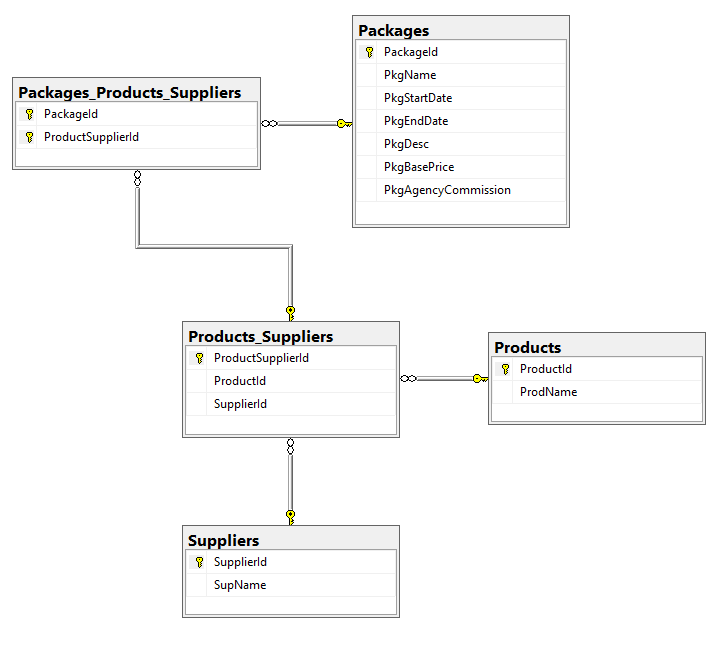 Packages
PackageId
PkgName
PkgStartDate
PkgEndDate
PkgDesc
PkgBasePrice
PkgAgencyCommission
Packages_Products_Suppliers
PackageId
ProductSupplierId
Products_Suppliers
ProductSupplierId
ProductId
SupplierId
Products
ProductId
ProdName
Suppliers
SupplierId
SupName